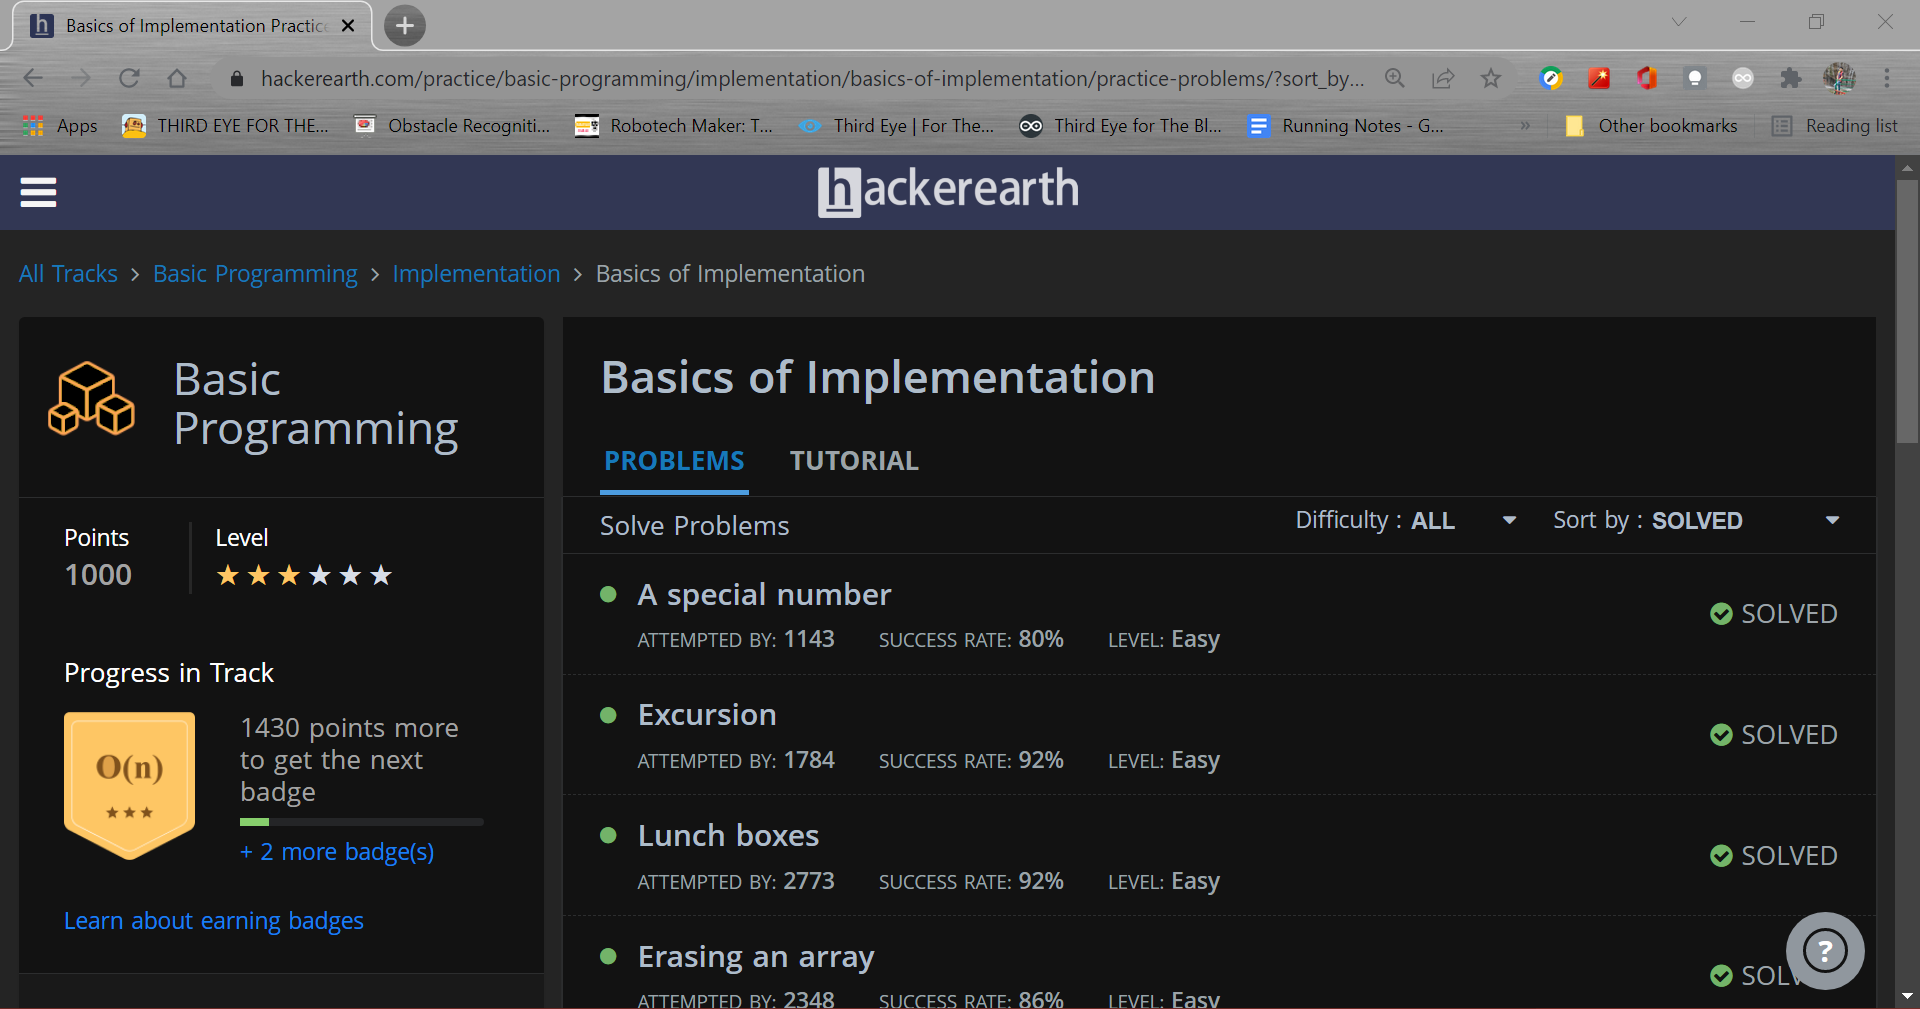 Basics of Implementation Practic
hackerearth.com/practice/basic-programming/implementation/basics-of-implementation/practice-problems/?sort_by...
Apps THIRD EYE FOR THE... Obstacle Recogniti... Robotech Maker: T... Third Eye | For The... Third Eye for The Bl... Running Notes - G... » Other bookmarks Reading list
hackerearth
All Tracks > Basic Programming > Implementation > Basics of Implementation
Basic
Programming
Points Level
1000
Progress in Track
O(n)
1430 points more
to get the next
badge
+ 2 more badge(s)
Learn about earning badges
Basics of Implementation
PROBLEMS TUTORIAL
Solve Problems Difficulty : ALL Sort by : SOLVED
A special number
ATTEMPTED BY: 1143 SUCCESS RATE: 80% LEVEL: Easy
SOLVED
Excursion
ATTEMPTED BY: 1784 SUCCESS RATE: 92% LEVEL: Easy
SOLVED
Lunch boxes
ATTEMPTED BY: 2773 SUCCESS RATE: 92% LEVEL: Easy
SOLVED
Erasing an array
ATTEMPTED BY: 2348 SUCCESS RATE: 86% LEVEL: Easy
SOL
?